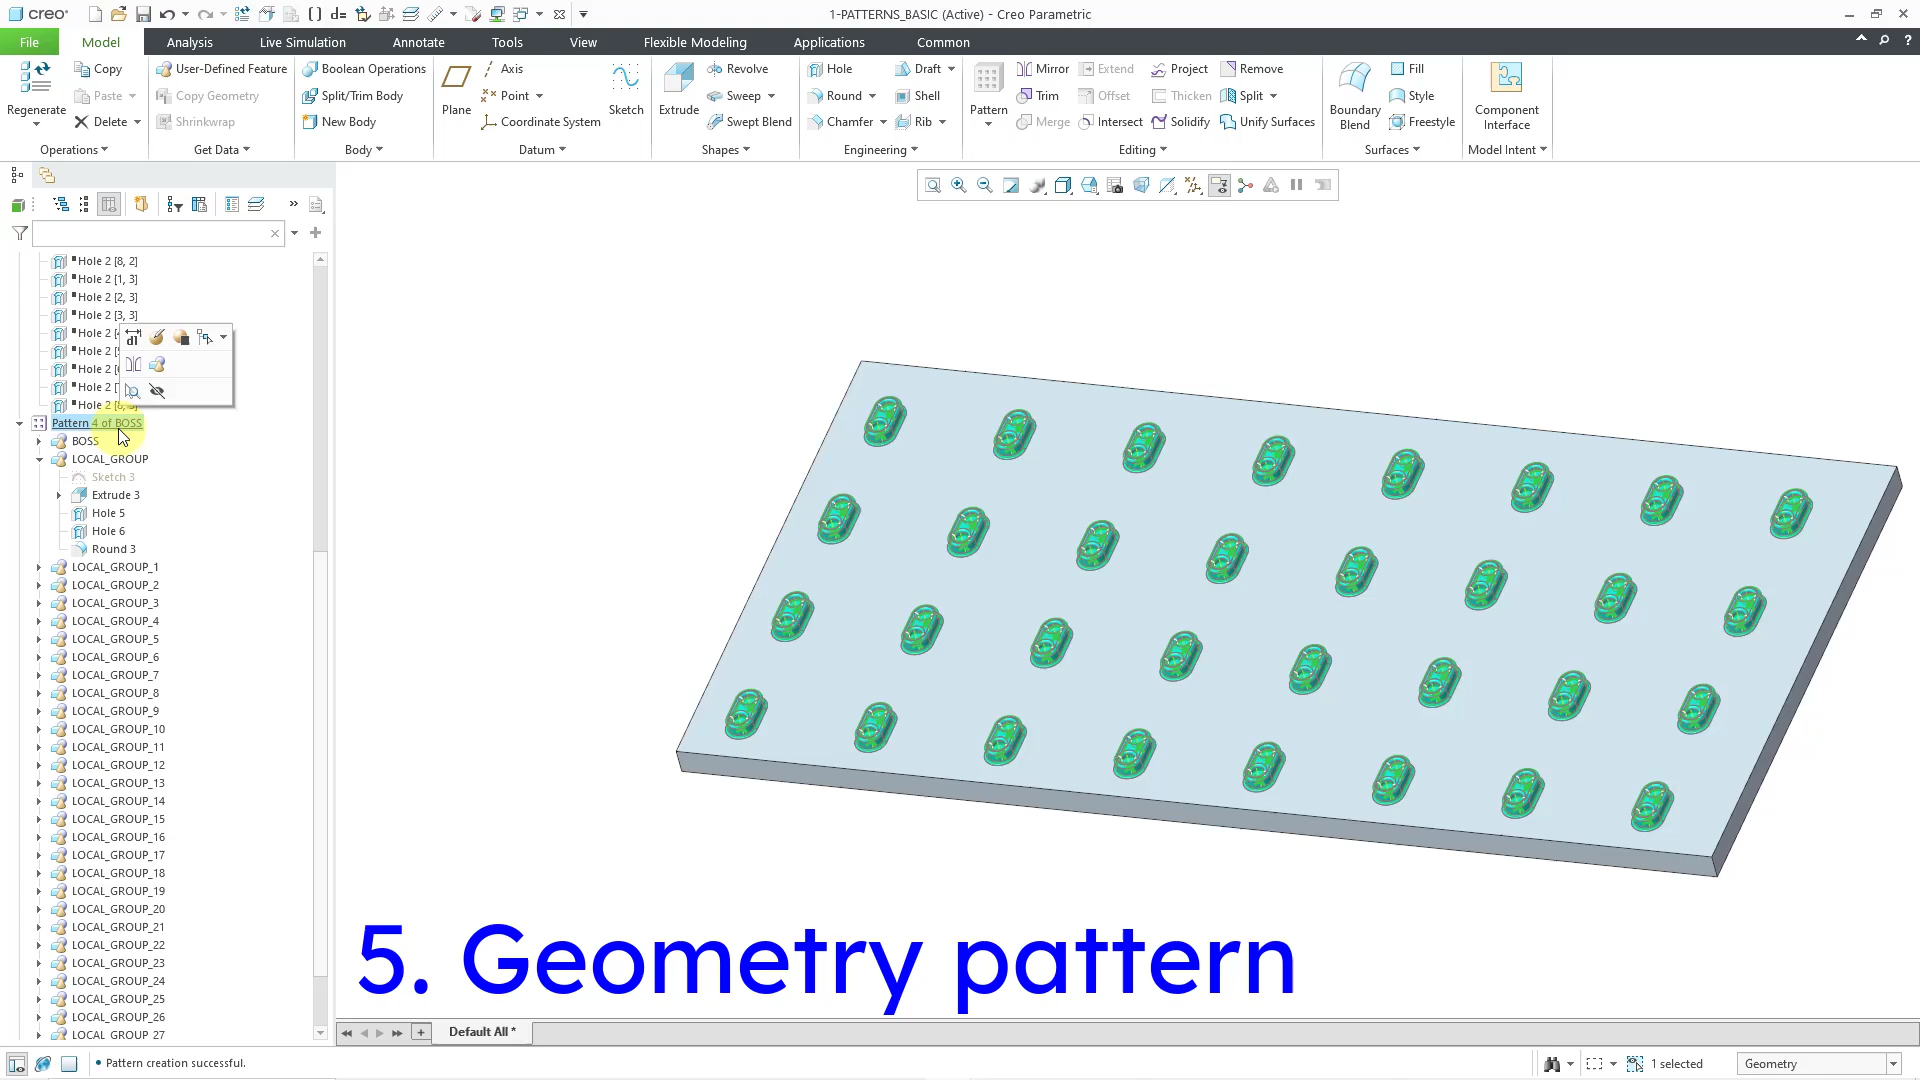 creo
1-PATTERNS_BASIC (Active) - Creo Parametric
File Model Analysis Live Simulation Annotate Tools View Flexible Modeling Applications Common
Regenerate
Copy
Paste
Delete
Operations
User-Defined Feature
Copy Geometry
Shrinkwrap
Get Data
Boolean Operations
Split/Trim Body
New Body
Body
Plane
Axis
Point
Coordinate System
Sketch
Datum
Extrude
Revolve
Sweep
Swept Blend
Shapes
Hole
Round
Chamfer
Draft
Shell
Rib
Engineering
Pattern
Mirror
Trim
Merge
Extend
Offset
Intersect
Project
Thicken
Solidify
Remove
Split
Unify Surfaces
Editing
Boundary
Blend
Fill
Style
Freestyle
Surfaces
Component
Interface
Model Intent
Hole 2 [8, 2]
Hole 2 [1, 3]
Hole 2 [2, 3]
Hole 2 [3, 3]
Hole 2
Hole 2
Hole 2
Hole 2
Hole 2
Pattern 4 of BOSS
BOSS
LOCAL_GROUP
Sketch 3
Extrude 3
Hole 5
Hole 6
Round 3
LOCAL_GROUP_1
LOCAL_GROUP_2
LOCAL_GROUP_3
LOCAL_GROUP_4
LOCAL_GROUP_5
LOCAL_GROUP_6
LOCAL_GROUP_7
LOCAL_GROUP_8
LOCAL_GROUP_9
LOCAL_GROUP_10
LOCAL_GROUP_11
LOCAL_GROUP_12
LOCAL_GROUP_13
LOCAL_GROUP_14
LOCAL_GROUP_15
LOCAL_GROUP_16
LOCAL_GROUP_17
LOCAL_GROUP_18
LOCAL_GROUP_19
LOCAL_GROUP_20
LOCAL_GROUP_21
LOCAL_GROUP_22
LOCAL_GROUP_23
LOCAL_GROUP_24
LOCAL_GROUP_25
LOCAL_GROUP_26
LOCAL_GROUP_27
5. Geometry pattern
Default All *
• Pattern creation successful.
1 selected
Geometry